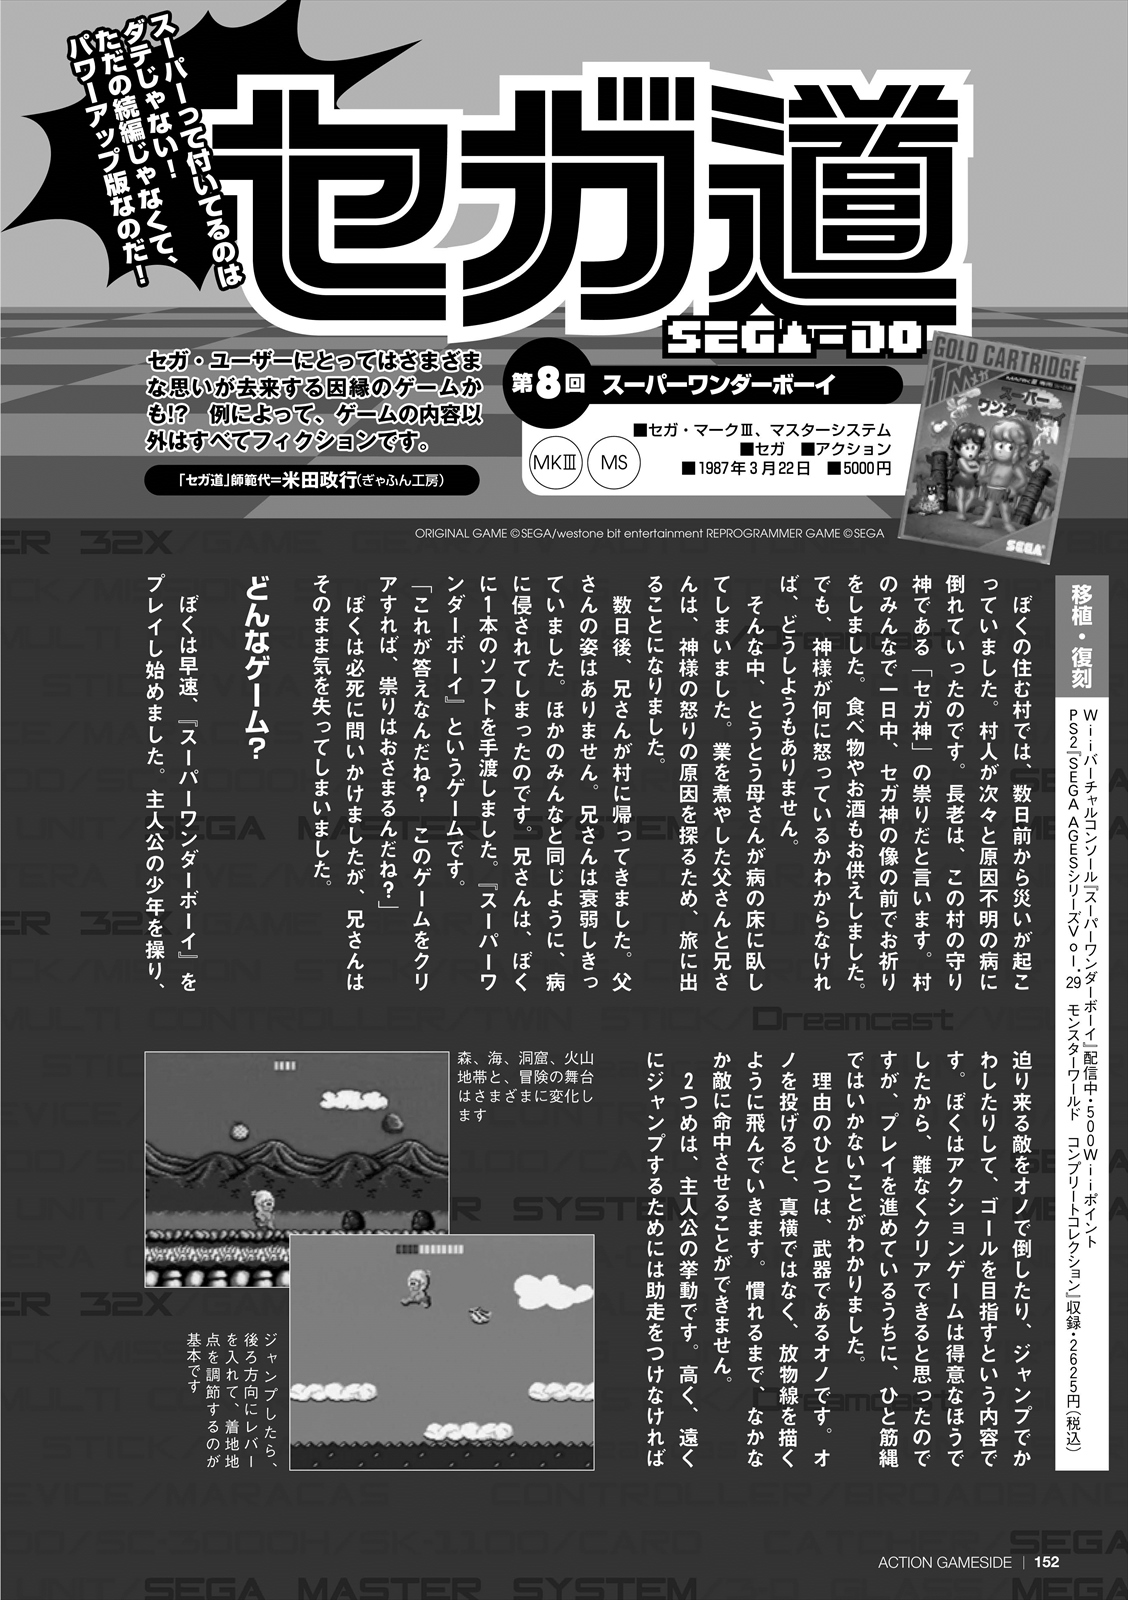 スーパーって付いてるのは
ダテじゃない!
ただの続編じゃなくて、
パワーアップ版なのだ!
セガ道
SEGA-DO
セガ・ユーザーにとってはさまざま
な思いが去来する因縁のゲームか
も!?　例によって、ゲームの内容以
外はすべてフィクションです。
「セガ道」師範代=米田政行(ぎゃふん工房)
第8回 スーパーワンダーボーイ
MKⅢ MS
■セガ・マークⅢ、マスターシステム
■セガ ■アクション
■1987年3月22日 ■5000円
GOLD CARTRIDGE
スーパー
ワンダーボーイ
SEGA
ORIGINAL GAME ©SEGA/westone bit entertainment REPROGRAMMER GAME ©SEGA
移植・復刻
Wiiバーチャルコンソール『スーパーワンダーボーイ』配信中・500Wiiポイント
PS2『SEGA AGESシリーズVol.29 モンスターワールド コンプリートコレクション』収録・2625円(税込)
ぼくの住む村では、数日前から災いが起こ
っていました。村人が次々と原因不明の病に
倒れていったのです。長老は、この村の守り
神である「セガ神」の祟りだと言います。村
のみんなで一日中、セガ神の像の前でお祈り
をしました。食べ物やお酒もお供えしました。
でも、神様が何に怒っているかわからなけれ
ば、どうしようもありません。
そんな中、とうとう母さんが病の床に臥し
てしまいました。業を煮やした父さんと兄さ
んは、神様の怒りの原因を探るため、旅に出
ることになりました。
数日後、兄さんが村に帰ってきました。父
さんの姿はありません。兄さんは衰弱しきっ
ていました。ほかのみんなと同じように、病
に侵されてしまったのです。兄さんは、ぼく
に1本のソフトを手渡しました。『スーパーワ
ンダーボーイ』というゲームです。
「これが答えなんだね?　このゲームをクリ
アすれば、祟りはおさまるんだね?」
ぼくは必死に問いかけましたが、兄さんは
そのまま気を失ってしまいました。
どんなゲーム?
ぼくは早速、『スーパーワンダーボーイ』を
プレイし始めました。主人公の少年を操り、
迫り来る敵をオノで倒したり、ジャンプでか
わしたりして、ゴールを目指すという内容で
す。ぼくはアクションゲームは得意なほうで
したから、難なくクリアできると思ったので
すが、プレイを進めているうちに、ひと筋縄
ではいかないことがわかりました。
理由のひとつは、武器であるオノです。オ
ノを投げると、真横ではなく、放物線を描く
ように飛んでいきます。慣れるまで、なかな
か敵に命中させることができません。
2つめは、主人公の挙動です。高く、遠く
にジャンプするためには助走をつけなければ
森、海、洞窟、火山
地帯と、冒険の舞台
はさまざまに変化し
ます
ジャンプしたら、
後ろ方向にレバー
を入れて、着地地
点を調節するのが
基本です
ACTION GAMESIDE | 152